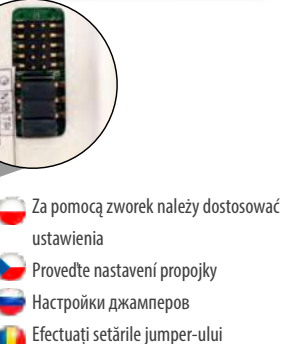 Za pomocą zworek należy dostosować
ustawienia
Proveďte nastavení propojky
Настройки джамперов
Efectuați setările jumper-ului